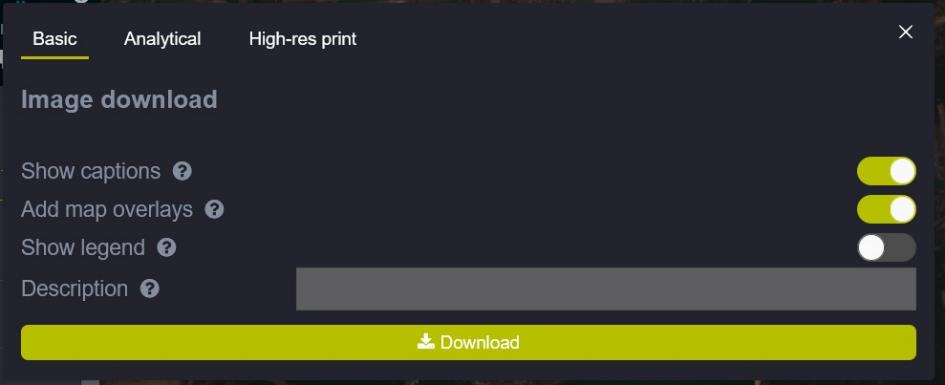 Basic Analytical High-res print
Image download
Show captions
Add map overlays
Show legend
Description
Download